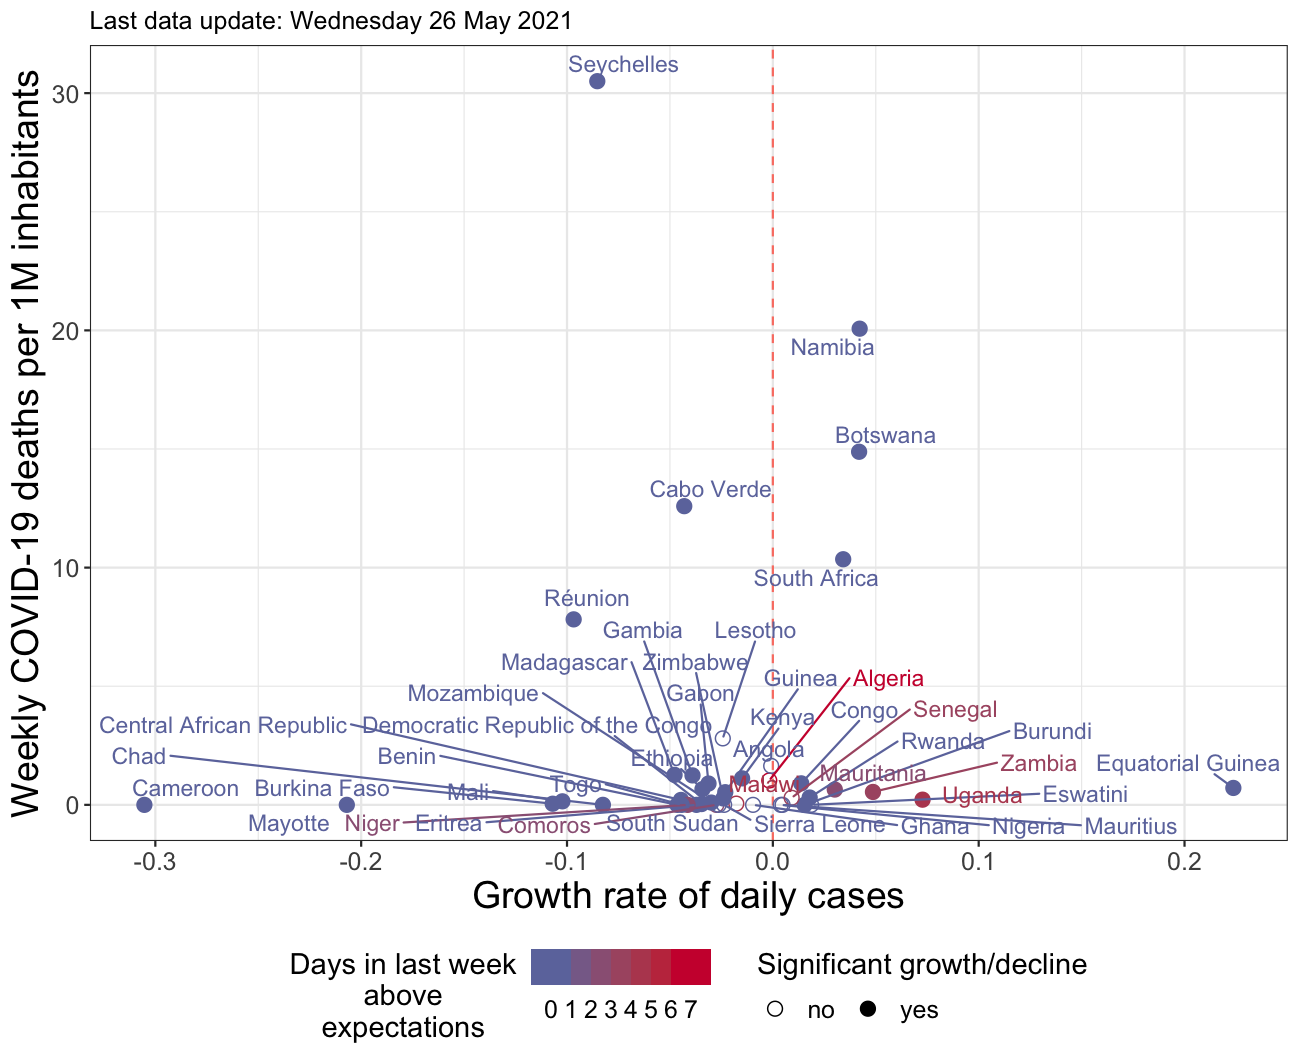 Last data update: Wednesday 26 May 2021
Weekly COVID-19 deaths per 1M inhabitants
30
20
10
0
Seychelles
Namibia
Botswana
Cabo Verde
South Africa
Réunion
Gambia
Lesotho
Madagascar
Zimbabwe
Guinea
Algeria
Mozambique
Gabon
Congo
Senegal
Kenya
Central African Republic
Democratic Republic of the Congo
Burundi
Rwanda
Angola
Chad
Benin
Ethiopia
Zambia
Equatorial Guinea
Mauritania
Cameroon
Burkina Faso
Mali
Togo
Malawi
Uganda
Eswatini
Mayotte
Niger
Eritrea
Comoros
South Sudan
Sierra Leone
Ghana
Nigeria
Mauritius
-0.3
-0.2
-0.1
0.0
0.1
0.2
Growth rate of daily cases
Days in last week
above
expectations
0 1 2 3 4 5 6 7
Significant growth/decline
no
yes